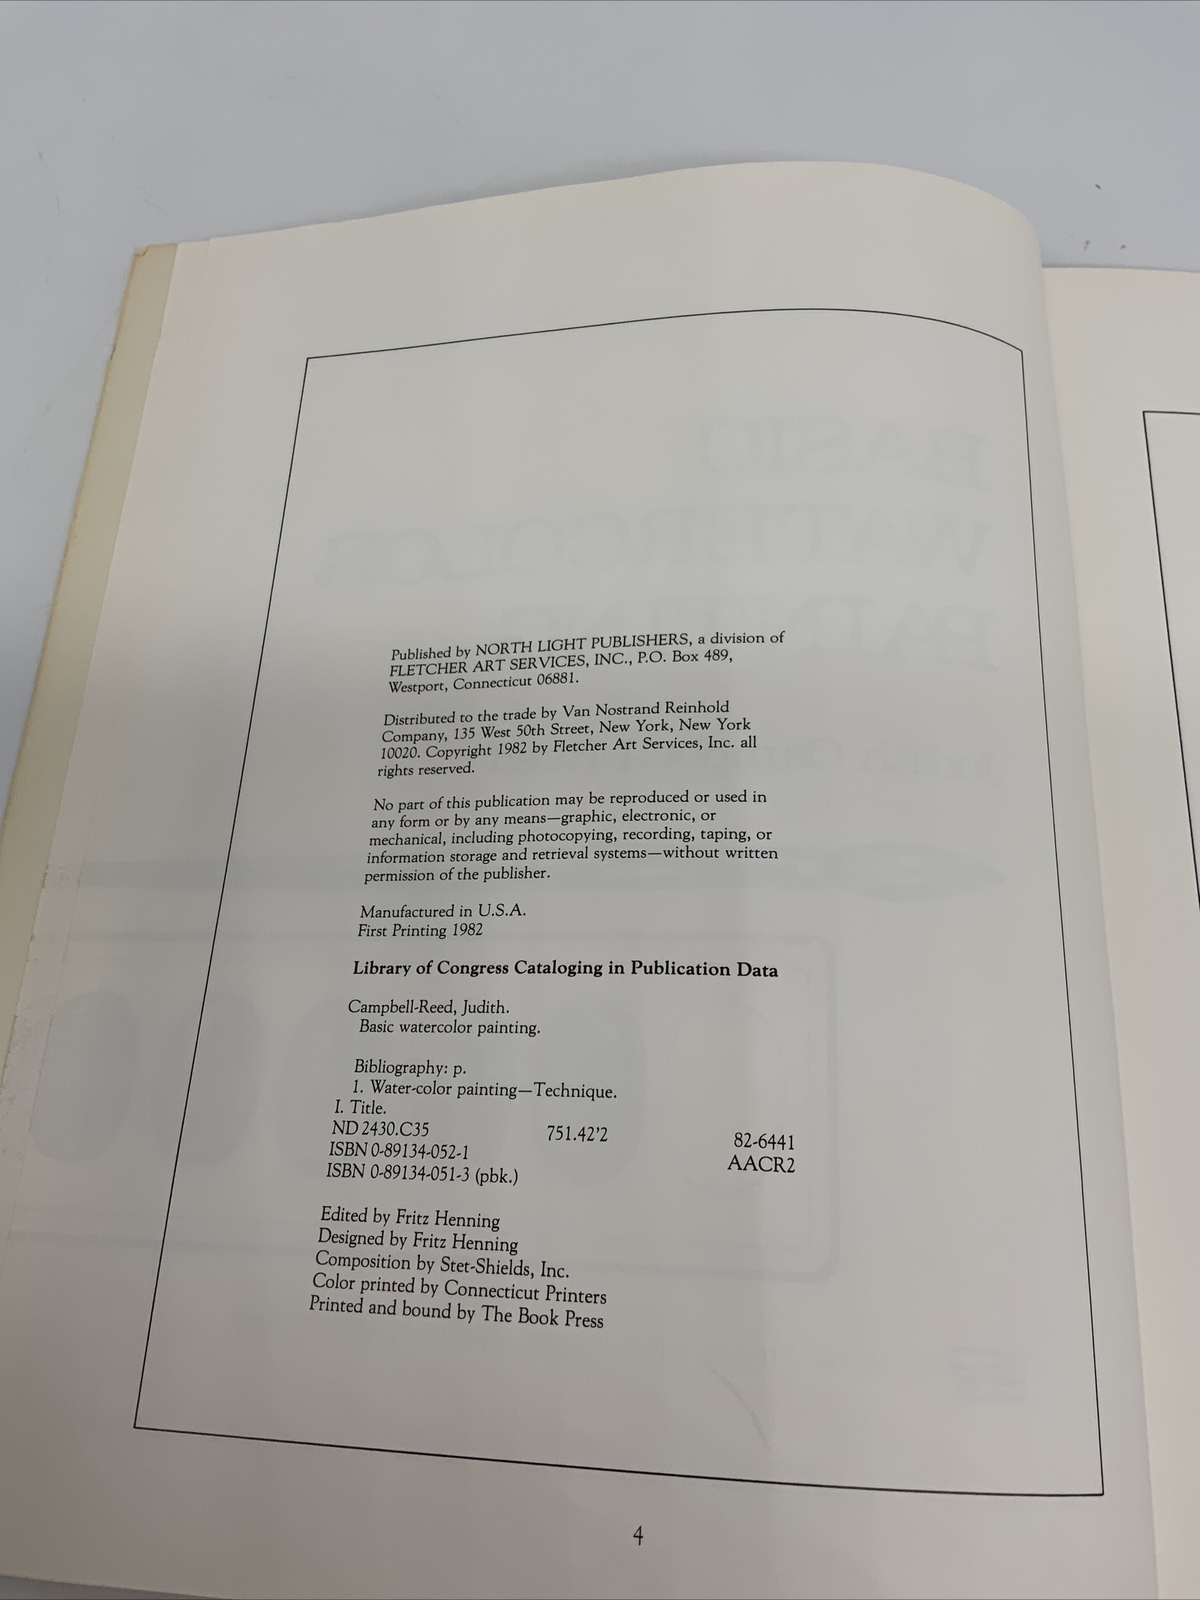 Published by NORTH LIGHT PUBLISHERS, a division of
FLETCHER ART SERVICES, INC., P.O. Box 489,
Westport, Connecticut 06881.
Distributed to the trade by Van Nostrand Reinhold
Company, 135 West 50th Street, New York, New York
10020. Copyright 1982 by Fletcher Art Services, Inc. all
rights reserved.
No part of this publication may be reproduced or used in
any form or by any means—graphic, electronic, or
mechanical, including photocopying, recording, taping, or
information storage and retrieval systems—without written
permission of the publisher.
Manufactured in U.S.A.
First Printing 1982
Library of Congress Cataloging in Publication Data
Campbell-Reed, Judith.
Basic watercolor painting.
Bibliography: p.
1. Water-color painting—Technique.
I. Title.
ND 2430.C35 751.42'2 82-6441
ISBN 0-89134-052-1 AACR2
ISBN 0-89134-051-3 (pbk.)
Edited by Fritz Henning
Designed by Fritz Henning
Composition by Stet-Shields, Inc.
Color printed by Connecticut Printers
Printed and bound by The Book Press
4